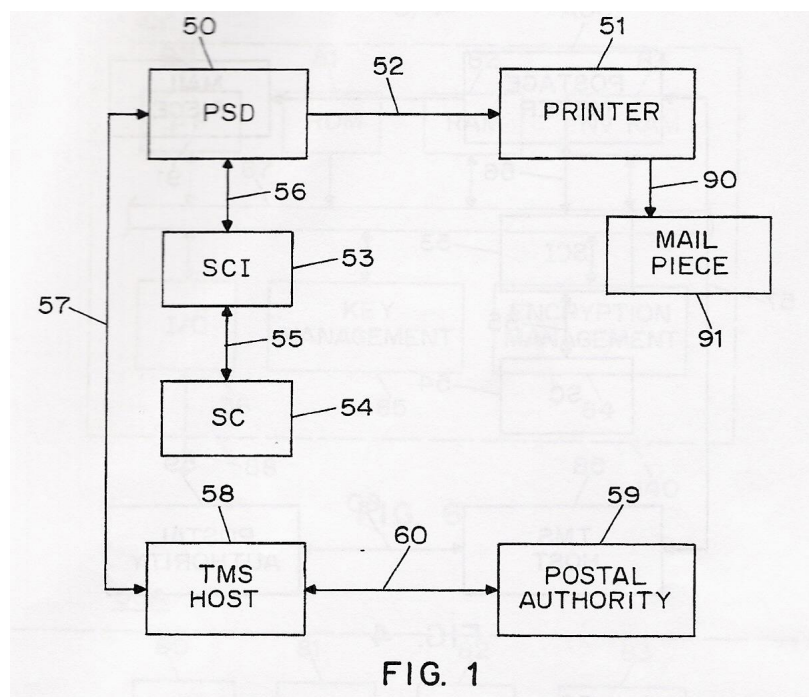 50
51
PSD
52
PRINTER
56
90
SCI
53
MAIL
PIECE
57
91
55
SC
54
58
59
TMS
HOST
60
POSTAL
AUTHORITY
FIG. 1